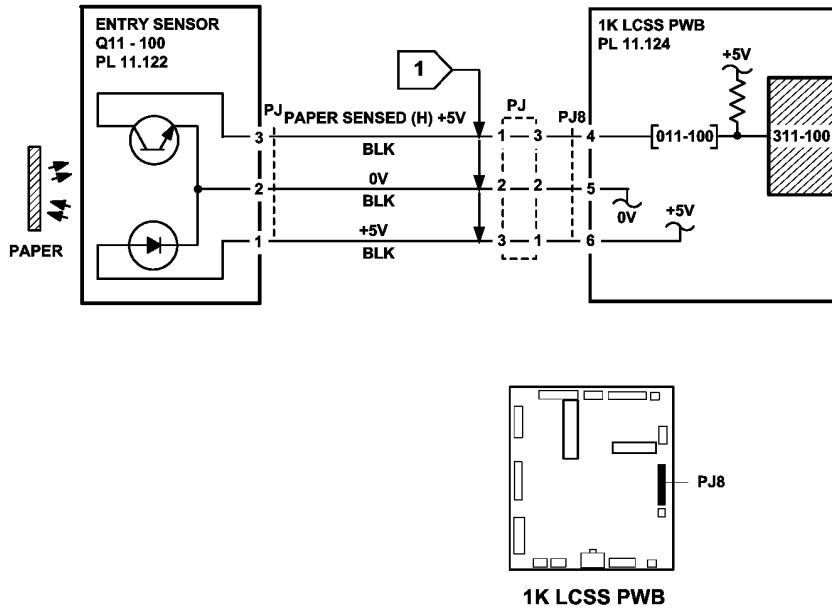 ENTRY SENSOR
Q11 - 100
PL 11.122
1K LCSS PWB
PL 11.124
+5V
1
PJ PAPER SENSED (H) +5V PJ PJ8
3 1 3 4 [011-100] 311-100
BLK
0V
2 2 2 5
BLK
0V
+5V
+5V
1 3 1 6
BLK
PAPER
PJ8
1K LCSS PWB